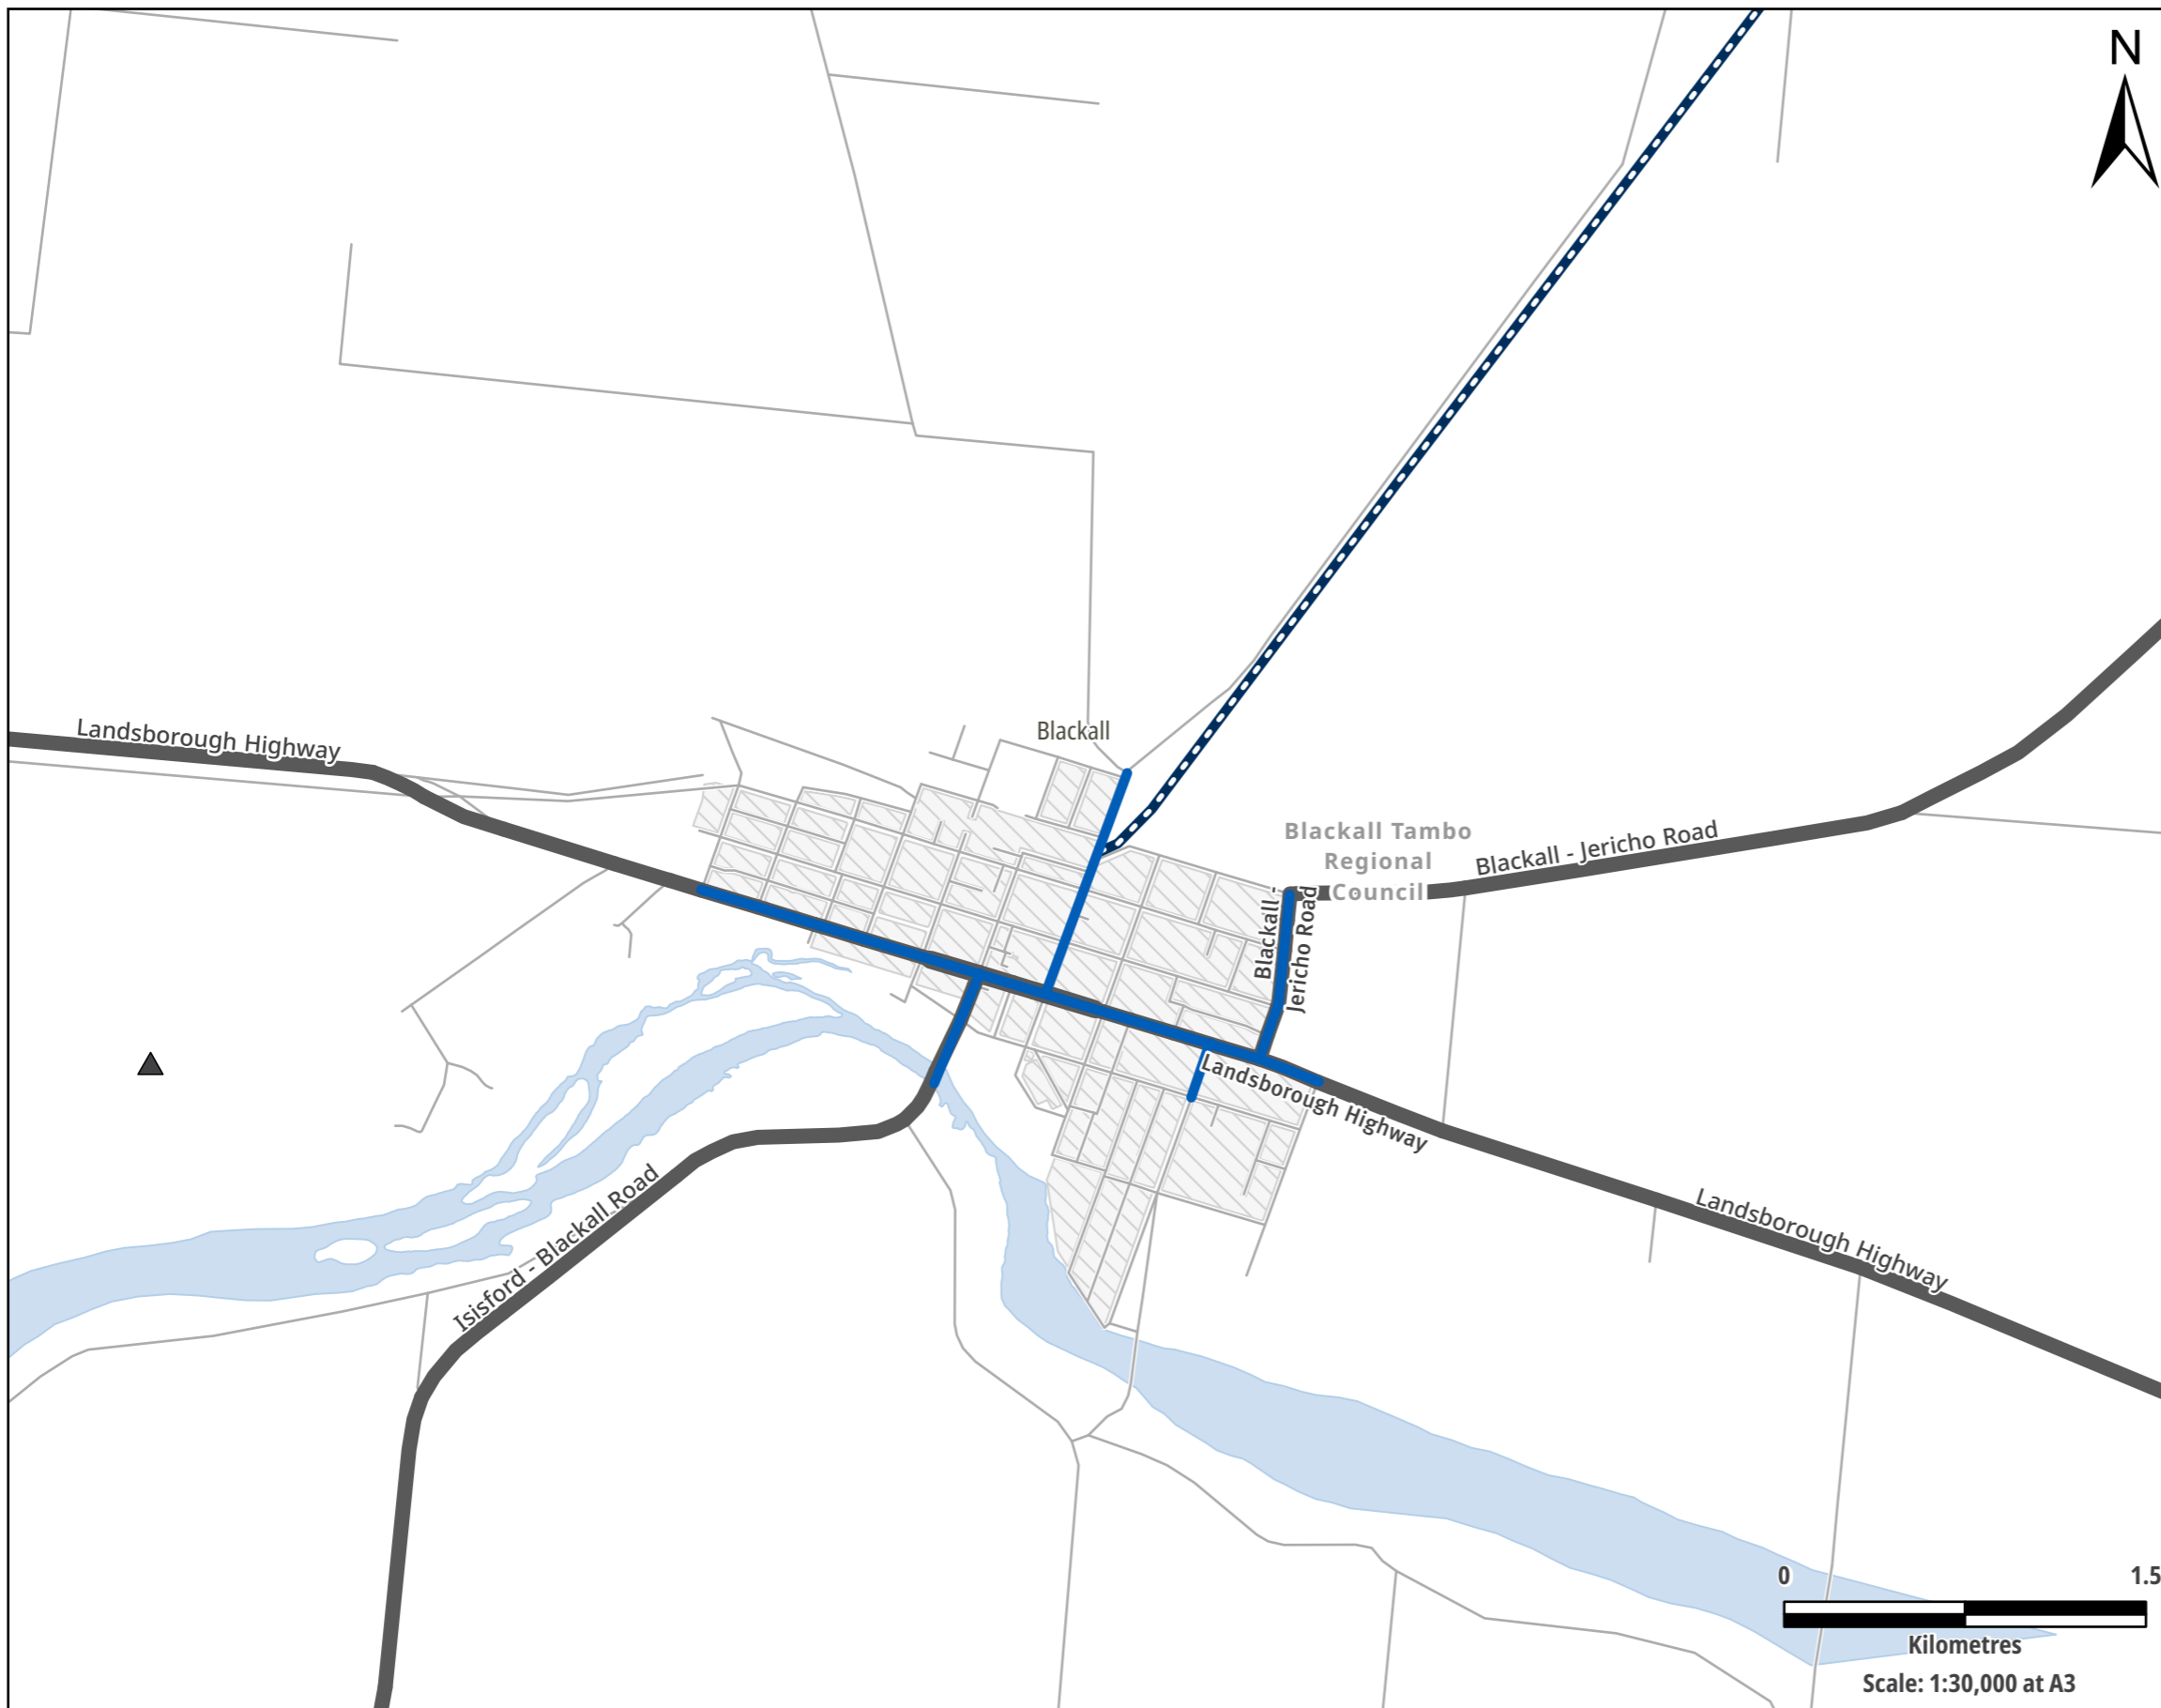 N
Landsborough Highway
Blackall
Blackall Tambo
Regional
Council
Blackall - Jericho Road
Blackall -
Jericho Road
Landsborough Highway
Isisford - Blackall Road
Landsborough Highway
0 1.5
Kilometres
Scale: 1:30,000 at A3